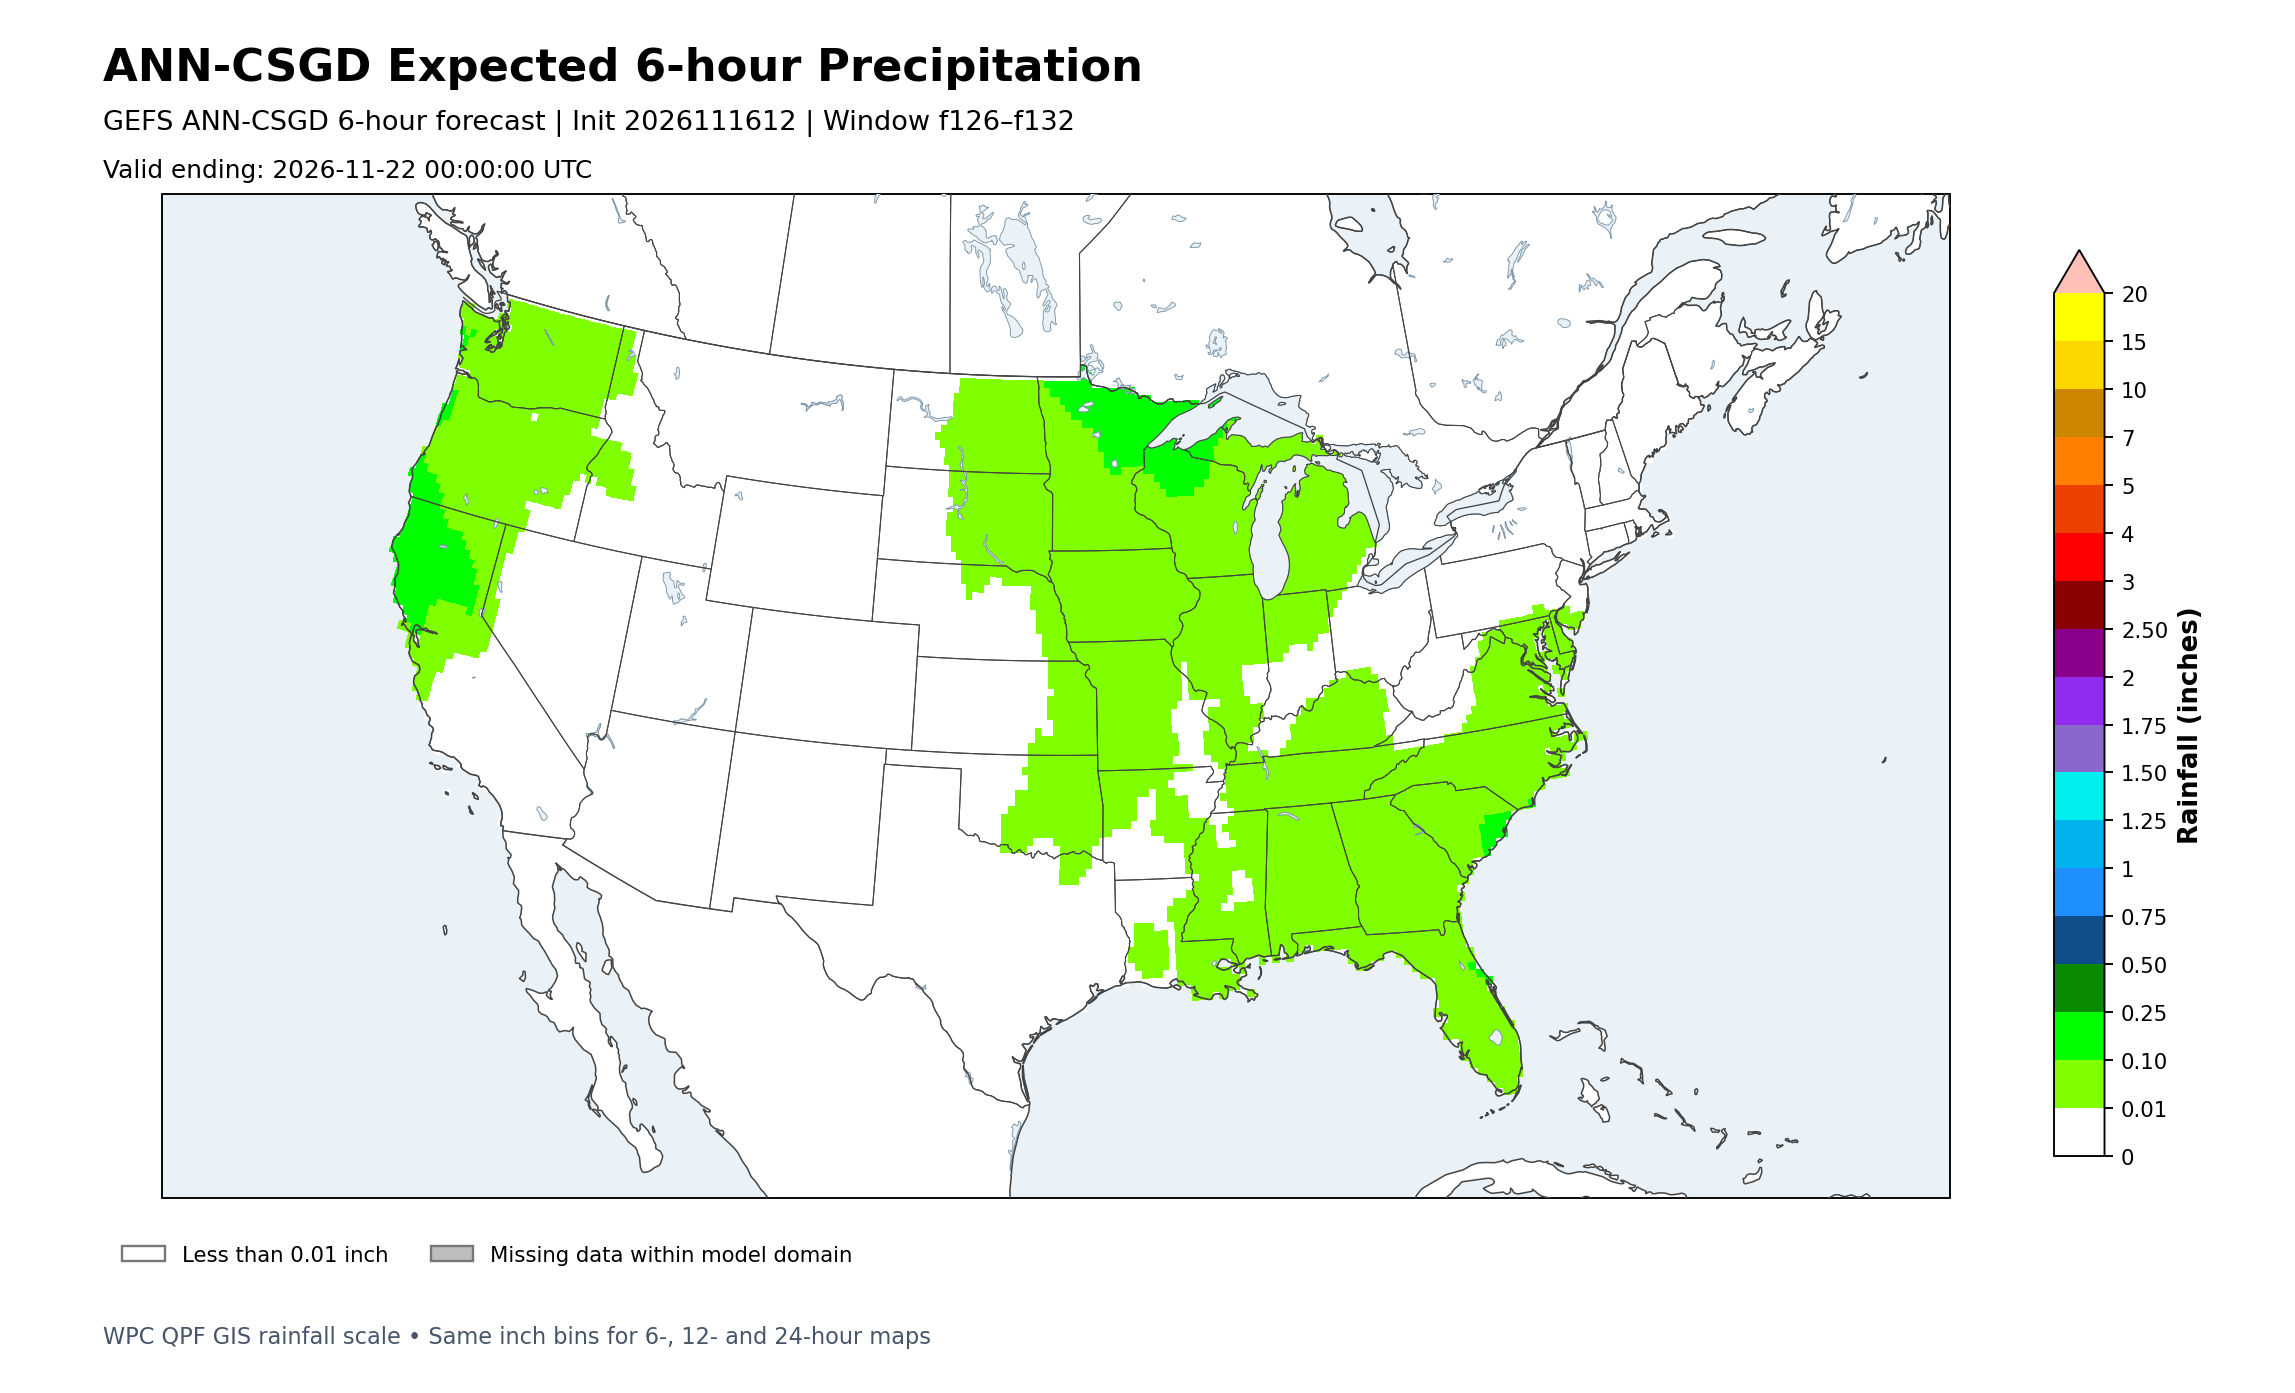 ANN-CSGD Expected 6-hour Precipitation
GEFS ANN-CSGD 6-hour forecast | Init 2026111612 | Window f126–f132
Valid ending: 2026-11-22 00:00:00 UTC
20
15
10
7
5
4
3
2.50
2
1.75
1.50
1.25
1
0.75
0.50
0.25
0.10
0.01
0
Rainfall (inches)
Less than 0.01 inch
Missing data within model domain
WPC QPF GIS rainfall scale • Same inch bins for 6-, 12- and 24-hour maps